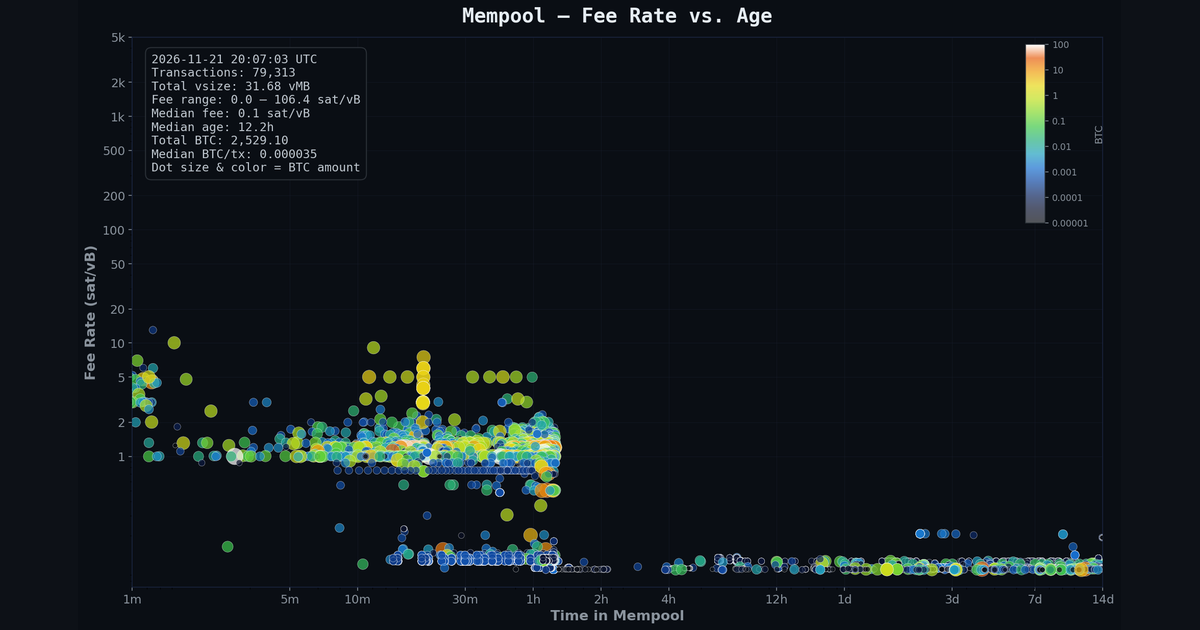 Mempool — Fee Rate vs. Age
5k
2k
1k
500
200
100
50
20
10
5
2
1
Fee Rate (sat/vB)
2026-11-21 20:07:03 UTC
Transactions: 79,313
Total vsize: 31.68 vMB
Fee range: 0.0 — 106.4 sat/vB
Median fee: 0.1 sat/vB
Median age: 12.2h
Total BTC: 2,529.10
Median BTC/tx: 0.000035
Dot size & color = BTC amount
100
10
1
0.1
0.01
0.001
0.0001
0.00001
BTC
1m 5m 10m 30m 1h 2h 4h 12h 1d 3d 7d 14d
Time in Mempool